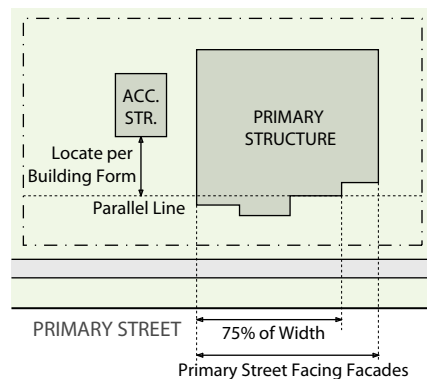 ACC.
STR.
PRIMARY
STRUCTURE
Locate per
Building Form
Parallel Line
PRIMARY STREET
75% of Width
Primary Street Facing Facades